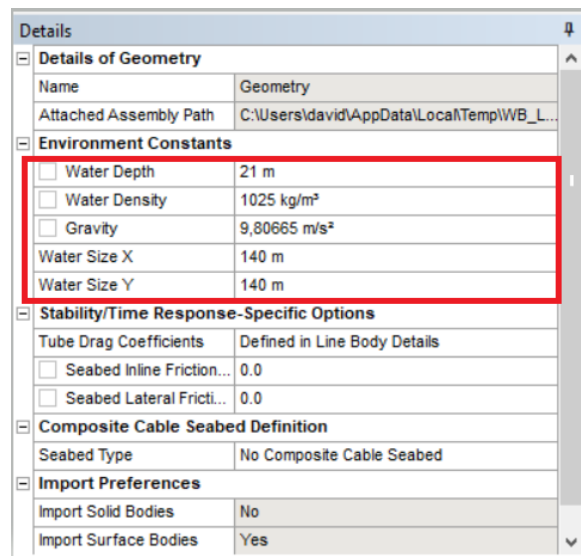 Details
Details of Geometry
Name Geometry
Attached Assembly Path C:\Users\david\AppData\Local\Temp\WB_L...
Environment Constants
Water Depth 21 m
Water Density 1025 kg/m³
Gravity 9,80665 m/s²
Water Size X 140 m
Water Size Y 140 m
Stability/Time Response-Specific Options
Tube Drag Coefficients Defined in Line Body Details
Seabed Inline Friction... 0.0
Seabed Lateral Fricti... 0.0
Composite Cable Seabed Definition
Seabed Type No Composite Cable Seabed
Import Preferences
Import Solid Bodies No
Import Surface Bodies Yes